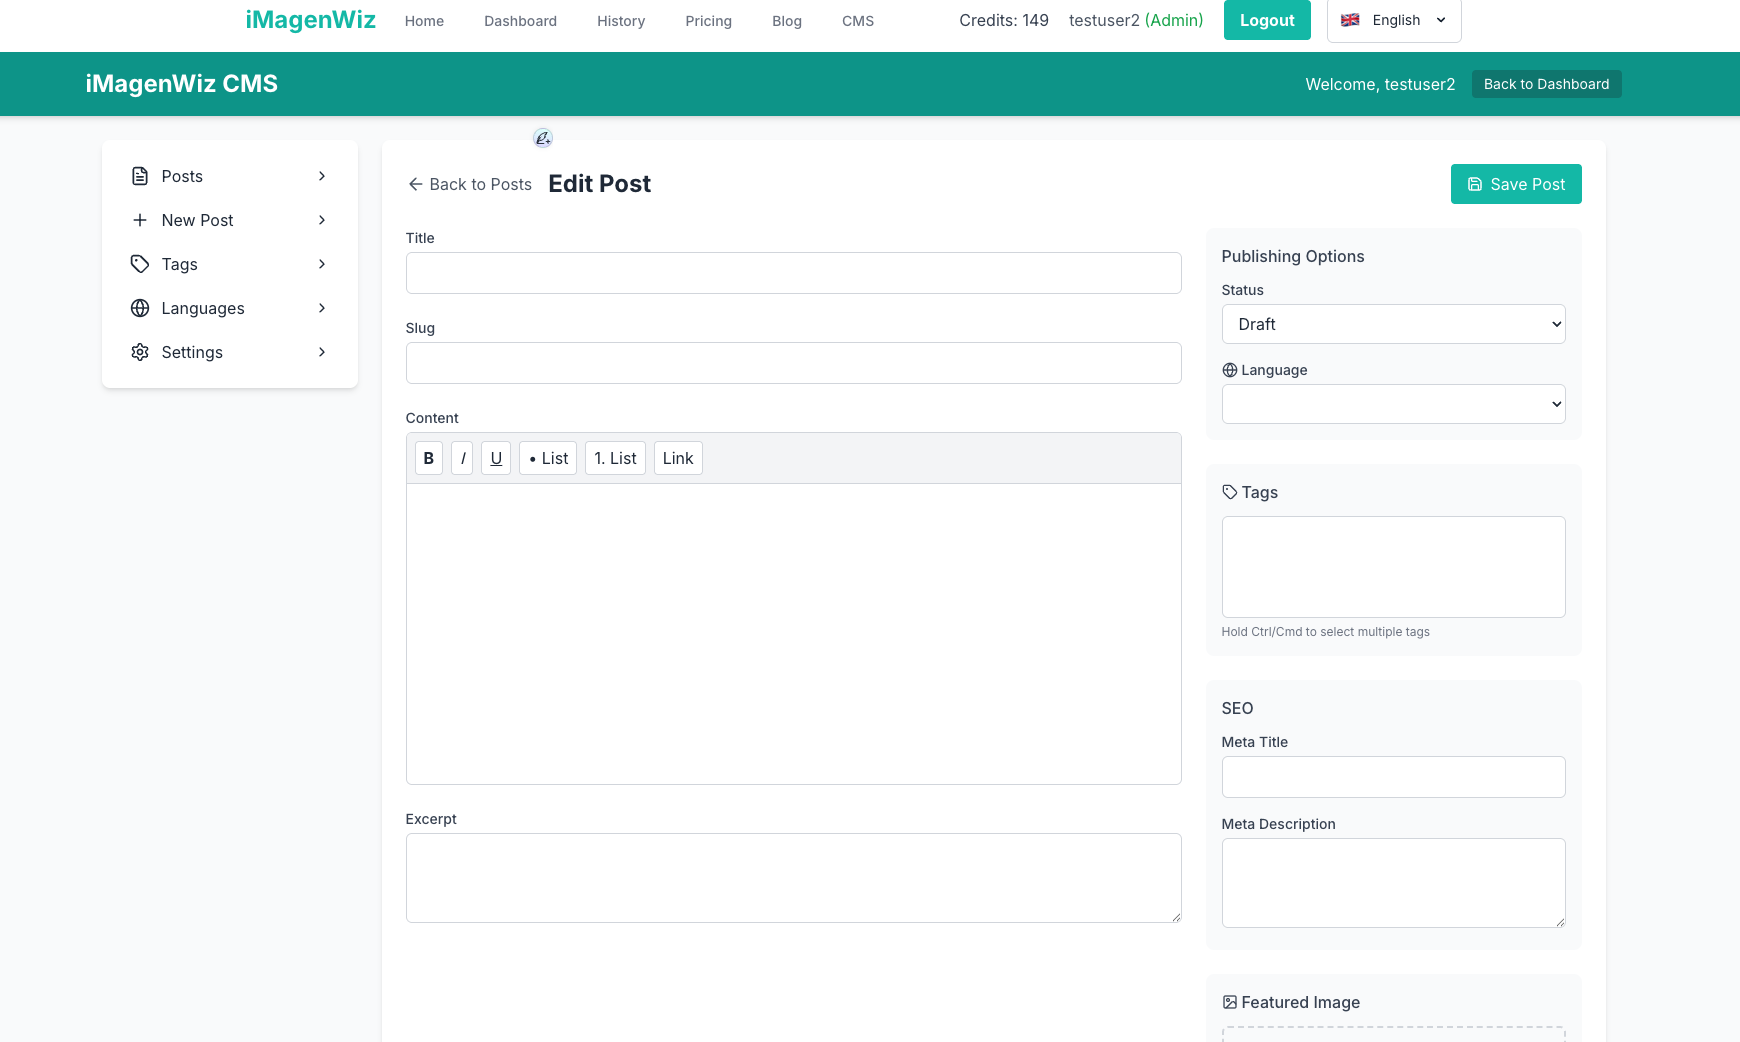 iMagenWiz
Home
Dashboard
History
Pricing
Blog
CMS
Credits: 149
testuser2 (Admin)
Logout
English
iMagenWiz CMS
Welcome, testuser2
Back to Dashboard
Posts
New Post
Tags
Languages
Settings
Back to Posts
Edit Post
Save Post
Title
Slug
Content
B
I
U
• List
1. List
Link
Excerpt
Publishing Options
Status
Draft
Language
Tags
Hold Ctrl/Cmd to select multiple tags
SEO
Meta Title
Meta Description
Featured Image